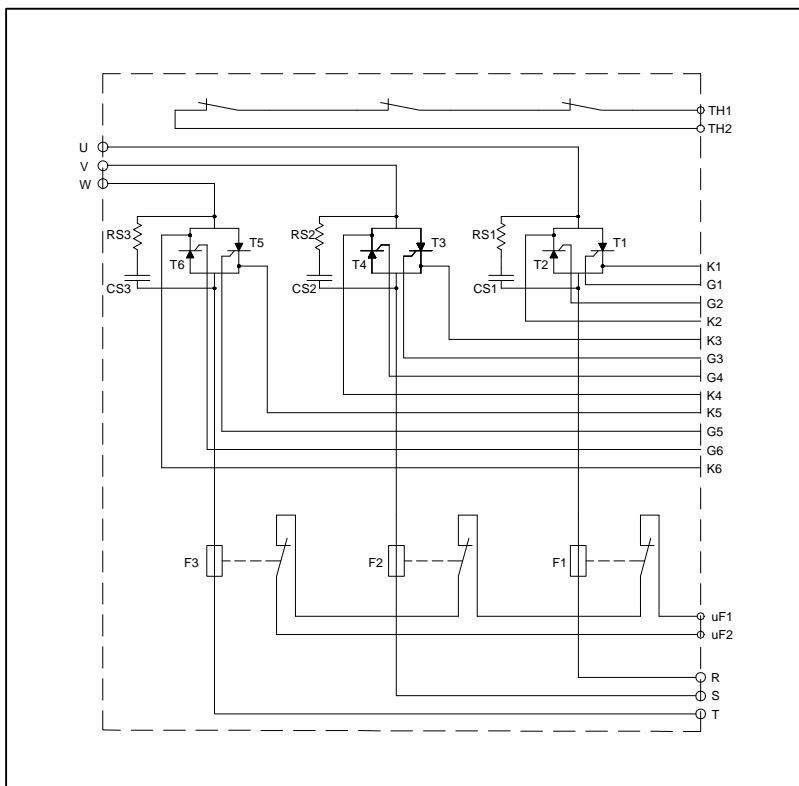 TH1
TH2
U
V
W
RS3
T5
T6
CS3
RS2
T3
T4
CS2
RS1
T1
T2
CS1
K1
G1
G2
K2
K3
G3
G4
K4
K5
G5
G6
K6
F3
F2
F1
uF1
uF2
R
S
T